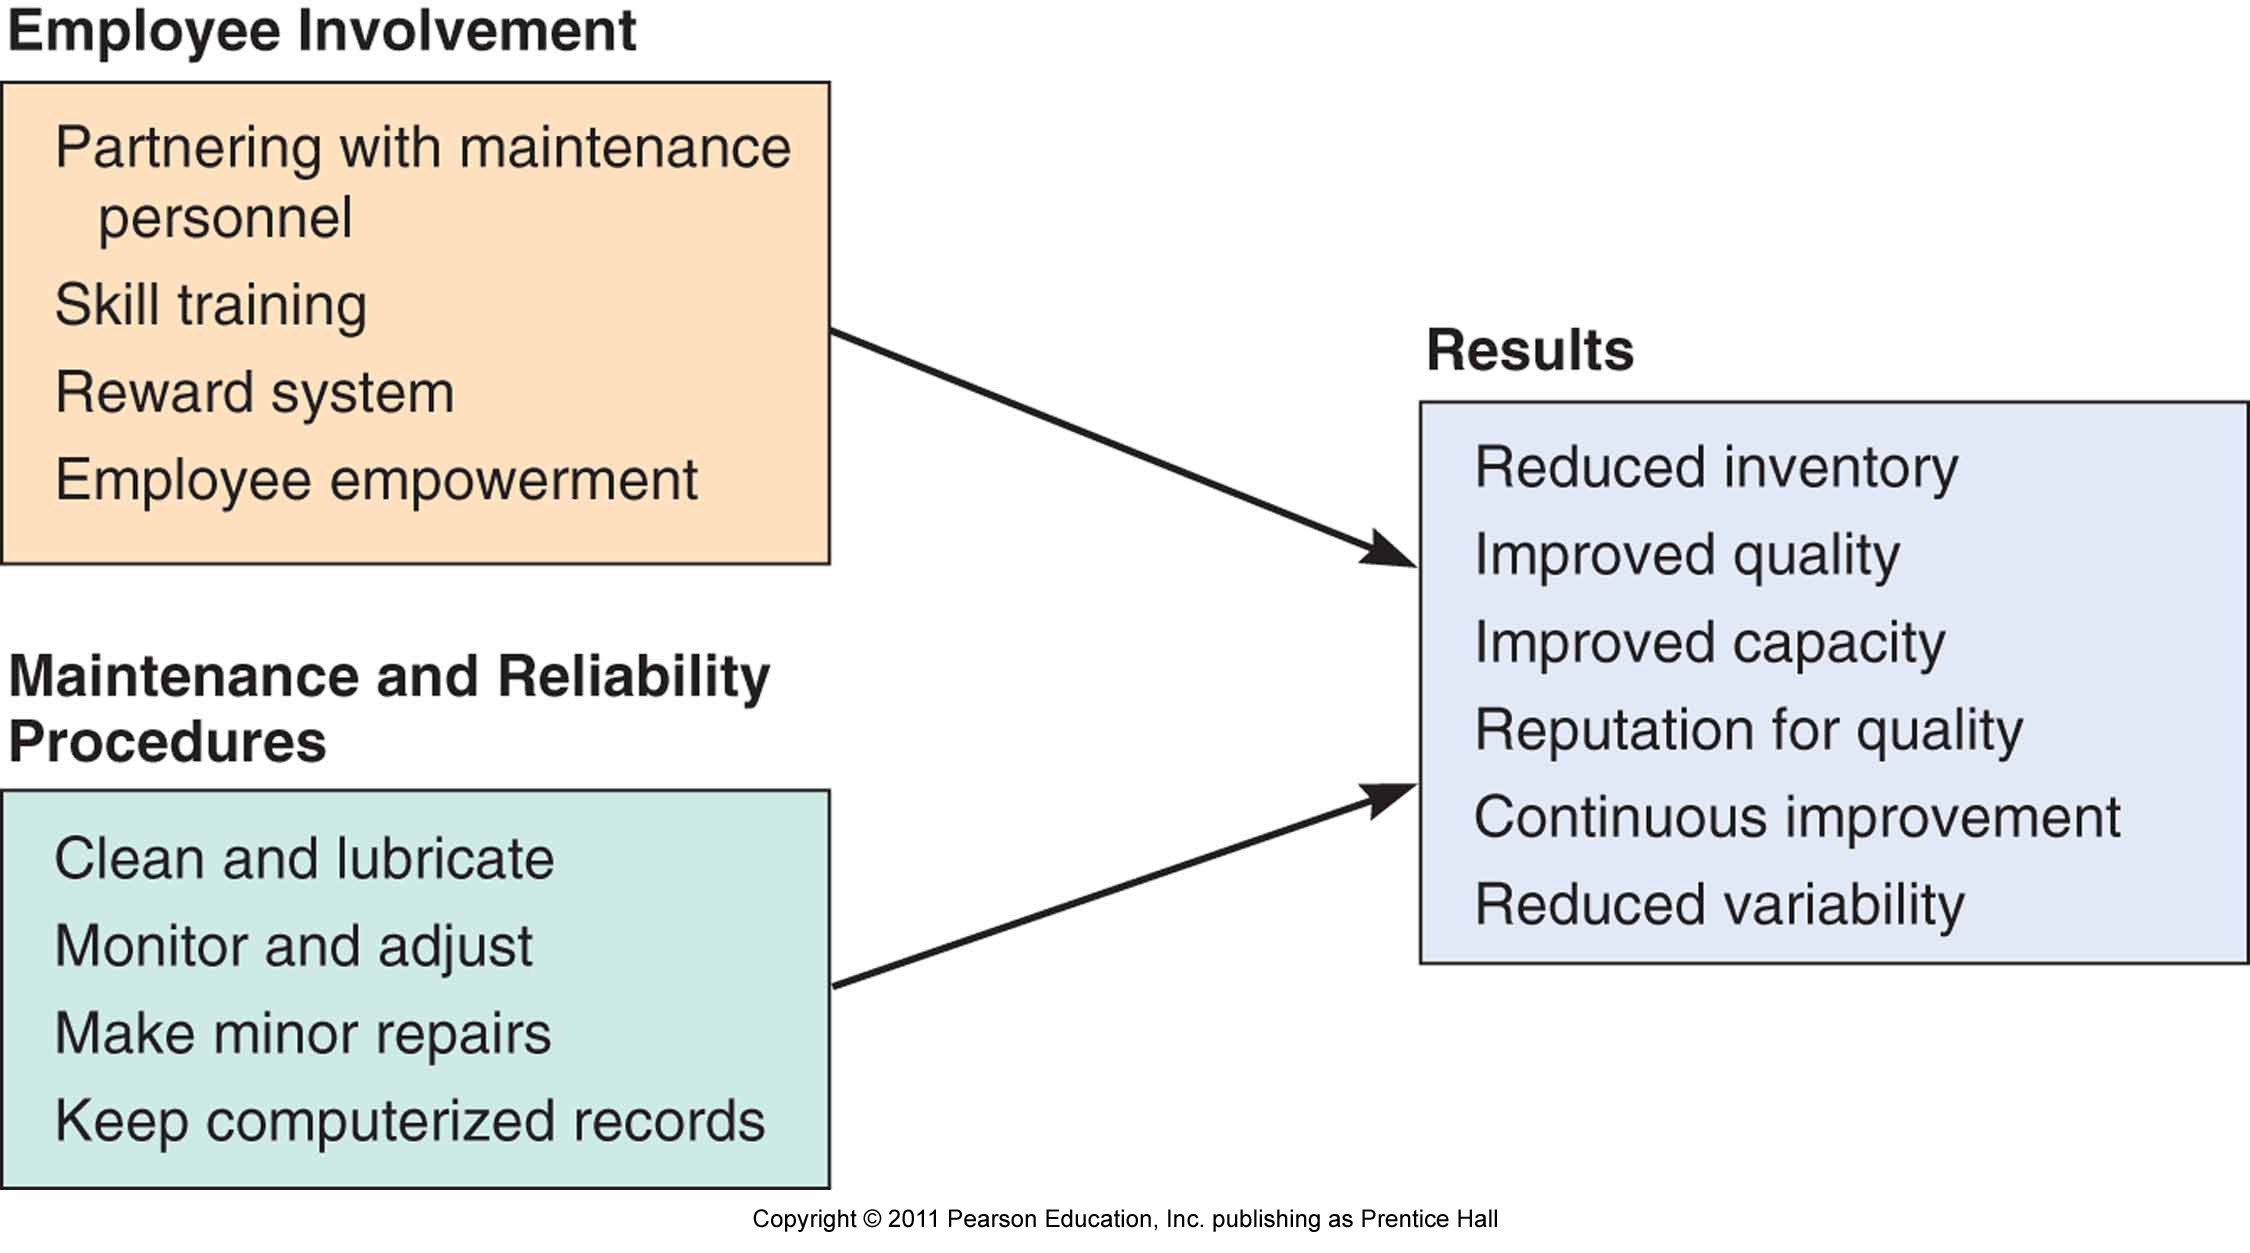 Employee Involvement
Partnering with maintenance
personnel
Skill training
Reward system
Employee empowerment
Maintenance and Reliability
Procedures
Clean and lubricate
Monitor and adjust
Make minor repairs
Keep computerized records
Results
Reduced inventory
Improved quality
Improved capacity
Reputation for quality
Continuous improvement
Reduced variability
Copyright © 2011 Pearson Education, Inc. publishing as Prentice Hall